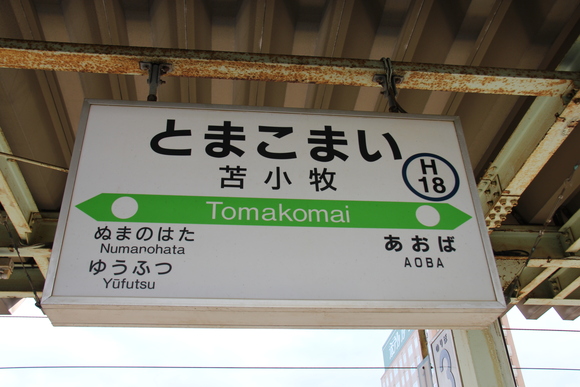 とまこまい
苫小牧
H
18
Tomakomai
ぬまのはた
Numanohata
ゆうふつ
Yūfutsu
あおば
AOBA